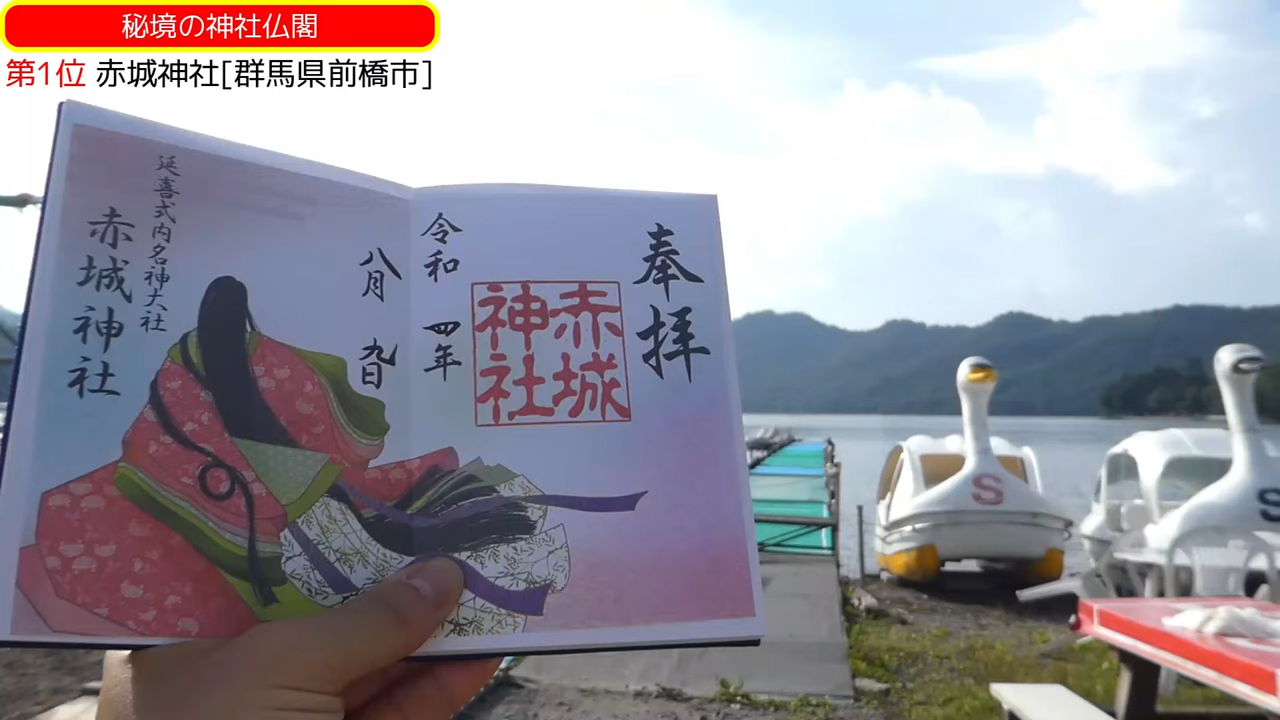 秘境の神社仏閣
第1位 赤城神社[群馬県前橋市]
奉拝
赤城
神社
令和 四年
八月 九日
延喜式内名神大社
赤城神社
S
S